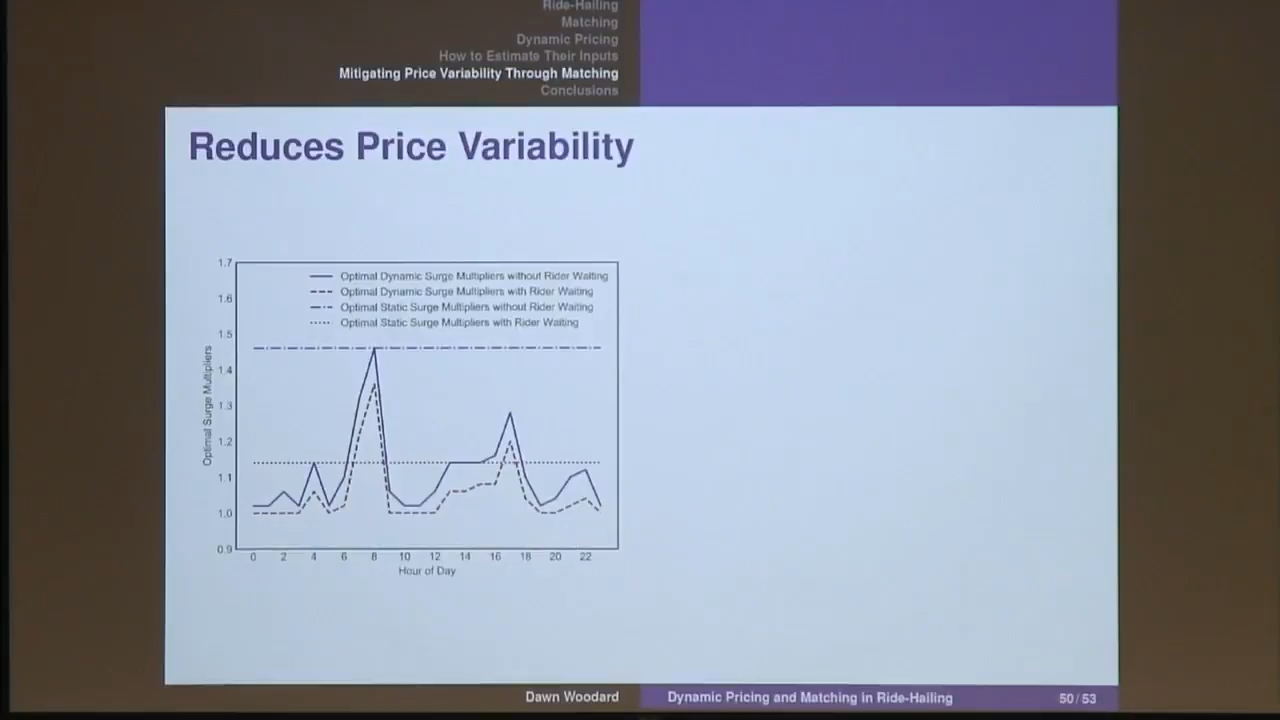 Ride-Hailing
Matching
Dynamic Pricing
How to Estimate Their Inputs
Mitigating Price Variability Through Matching
Conclusions
Reduces Price Variability
1.7
1.6
1.5
1.4
1.3
1.2
1.1
1.0
0.9
Optimal Surge Multipliers
Optimal Dynamic Surge Multipliers without Rider Waiting
Optimal Dynamic Surge Multipliers with Rider Waiting
Optimal Static Surge Multipliers without Rider Waiting
Optimal Static Surge Multipliers with Rider Waiting
0 2 4 6 8 10 12 14 16 18 20 22
Hour of Day
Dawn Woodard
Dynamic Pricing and Matching in Ride-Hailing
50/53